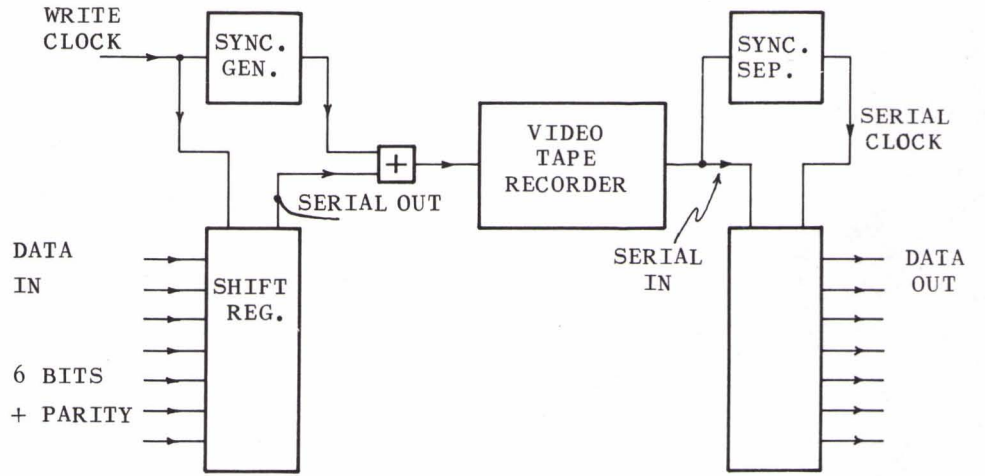 WRITE
CLOCK
SYNC.
GEN.
SYNC.
SEP.
SERIAL
CLOCK
VIDEO
TAPE
RECORDER
+
SERIAL OUT
SERIAL
IN
DATA
IN
SHIFT
REG.
6 BITS
+ PARITY
DATA
OUT